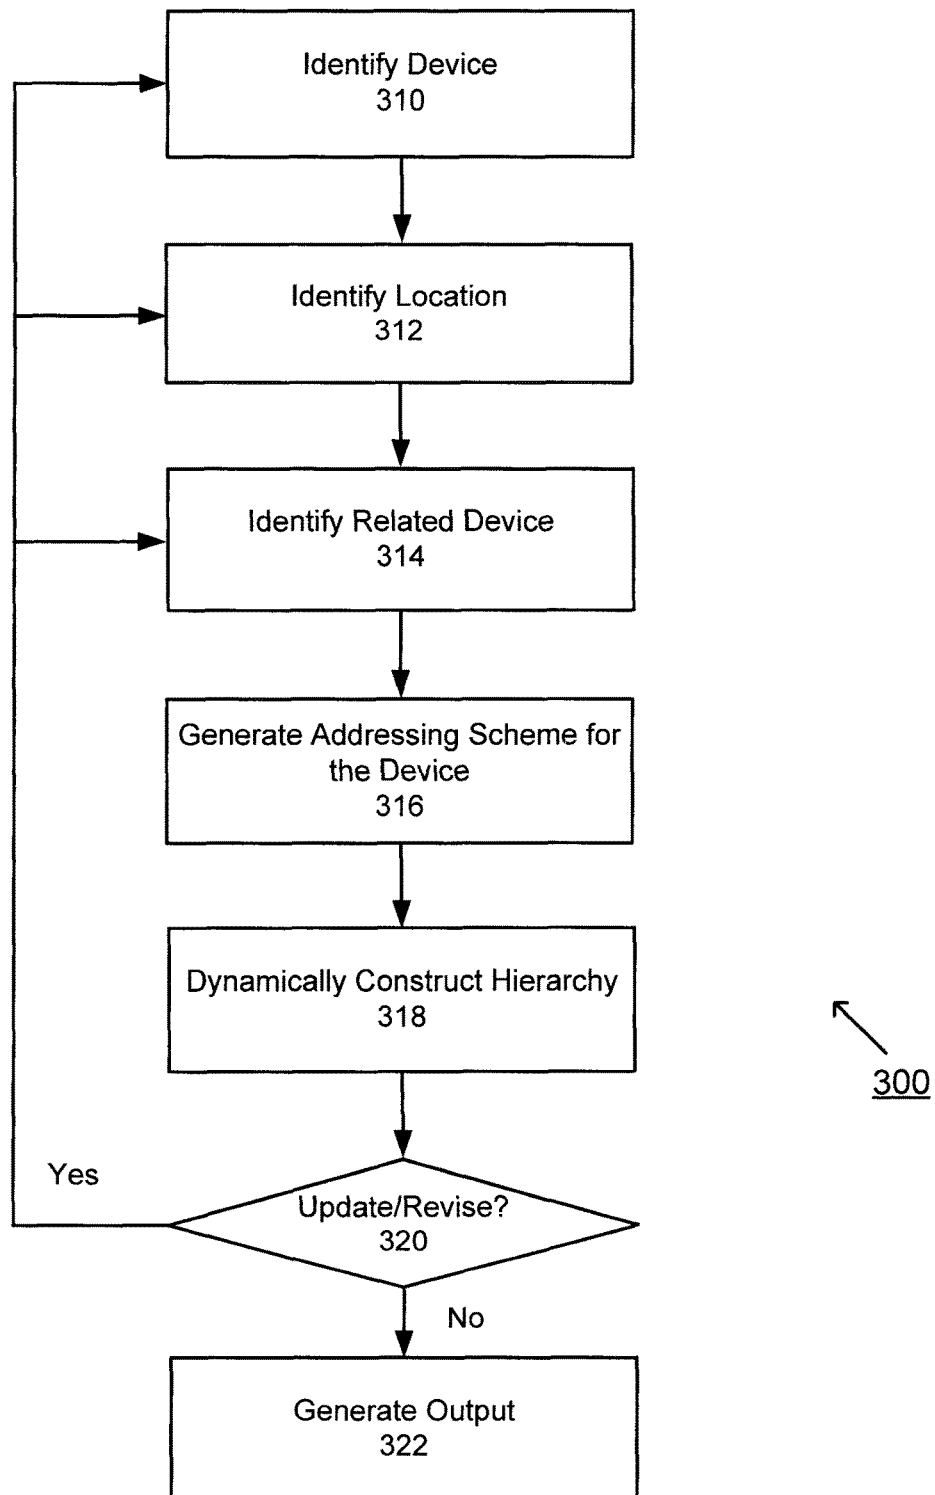 Identify Device
310
Identify Location
312
Identify Related Device
314
Generate Addressing Scheme for
the Device
316
Dynamically Construct Hierarchy
318
300
Yes
Update/Revise?
320
No
Generate Output
322